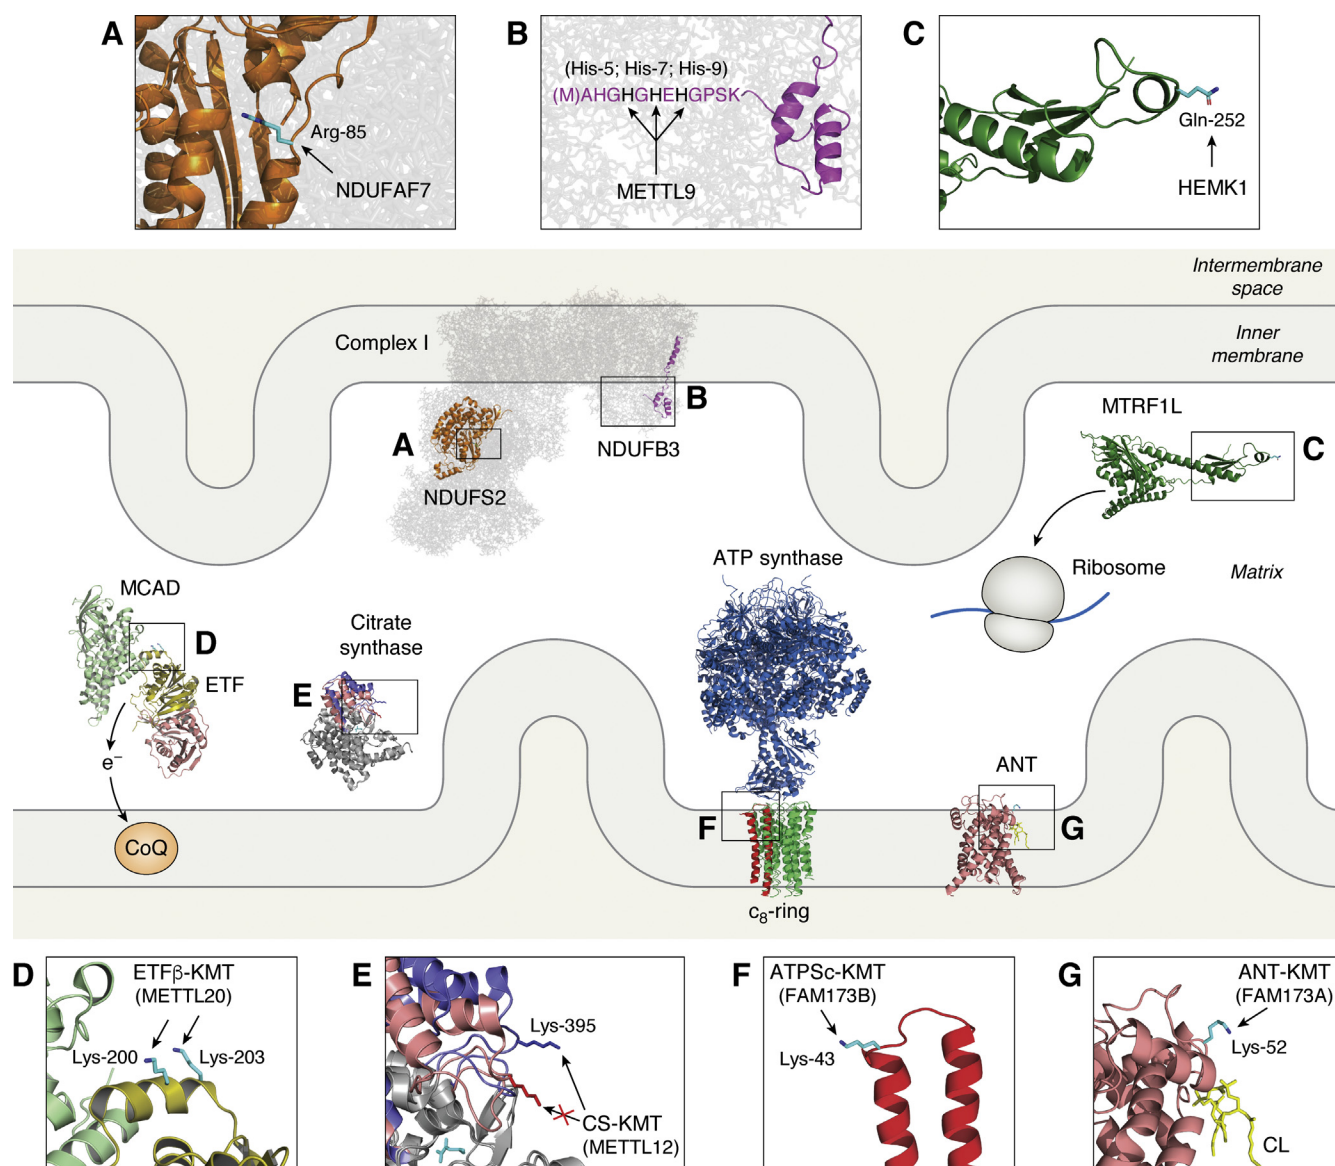 A
Arg-85
NDUFAF7
B
(His-5; His-7; His-9)
(M)AHGHGHEHGPSK
METTL9
C
Gln-252
HEMK1
Intermembrane
space
Inner
membrane
Complex I
MTRF1L
A
B
C
NDUFB3
NDUFS2
ATP synthase
Ribosome
Matrix
MCAD
D
Citrate
synthase
ETF
E
e⁻
ANT
F
G
CoQ
c₈-ring
D
ETFβ-KMT
(METTL20)
Lys-200
Lys-203
E
Lys-395
CS-KMT
(METTL12)
F
ATPSc-KMT
(FAM173B)
Lys-43
G
ANT-KMT
(FAM173A)
Lys-52
CL